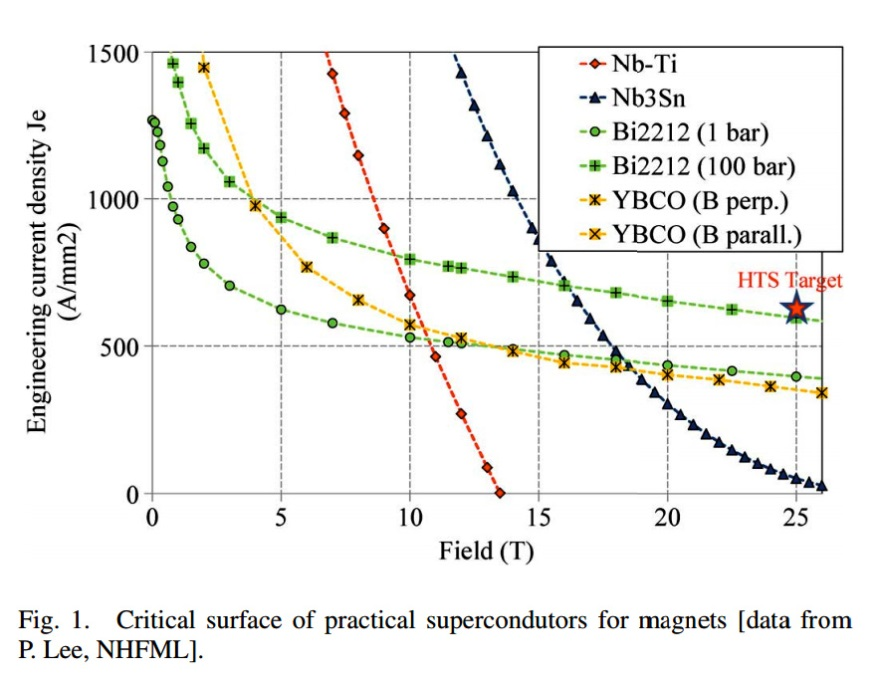 1500
1000
500
0
Engineering current density Je
(A/mm2)
Nb-Ti
Nb3Sn
Bi2212 (1 bar)
Bi2212 (100 bar)
YBCO (B perp.)
YBCO (B parall.)
HTS Target
0 5 10 15 20 25
Field (T)
Fig. 1. Critical surface of practical supercondutors for magnets [data from
P. Lee, NHFML].